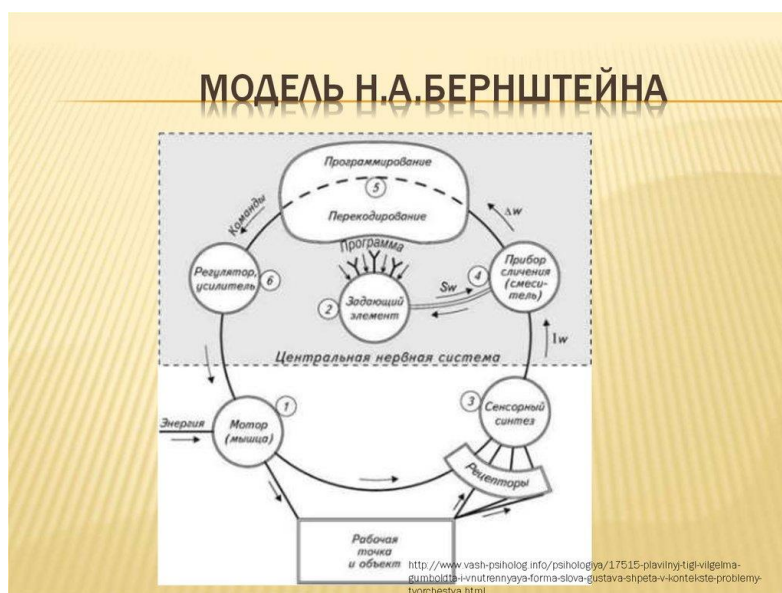 МОДЕЛЬ Н.А.БЕРНШТЕЙНА
Программирование
5
Перекодирование
Команды
Δw
Программа
Регулятор,
усилитель
6
2
Задающий
элемент
Sw
4
Прибор
сличения
(смеси-
тель)
Iw
Центральная нервная система
Энергия
Мотор
(мышца)
1
3
Сенсорный
синтез
Рецепторы
Рабочая
точка
и объект
http://www.vash-psiholog.info/psihologiya/17515-plavilnyj-tigl-vilgelma-
gumboldta-i-vnutrennyaya-forma-slova-gustava-shpeta-v-kontekste-problemy-
tvorchestva.html